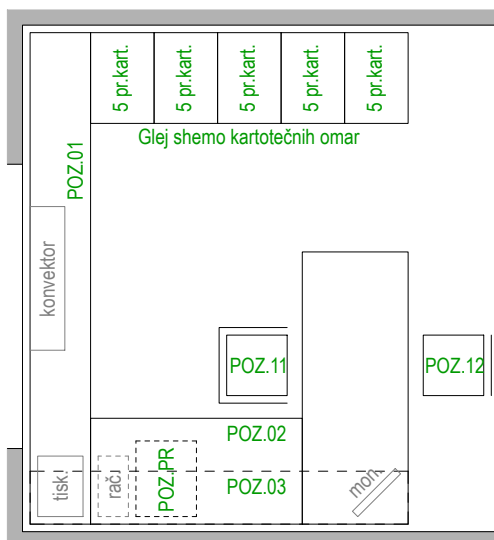 5 pr.kart.
5 pr.kart.
5 pr.kart.
5 pr.kart.
5 pr.kart.
Glej shemo kartotečnih omar
POZ.01
konvektor
POZ.11
POZ.12
POZ.02
POZ.PR
POZ.03
tisk.
rač.
mon.